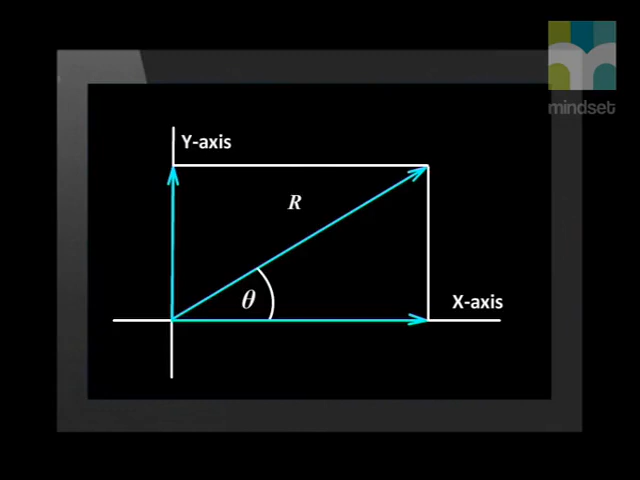 mindset
Y-axis
R
θ
X-axis